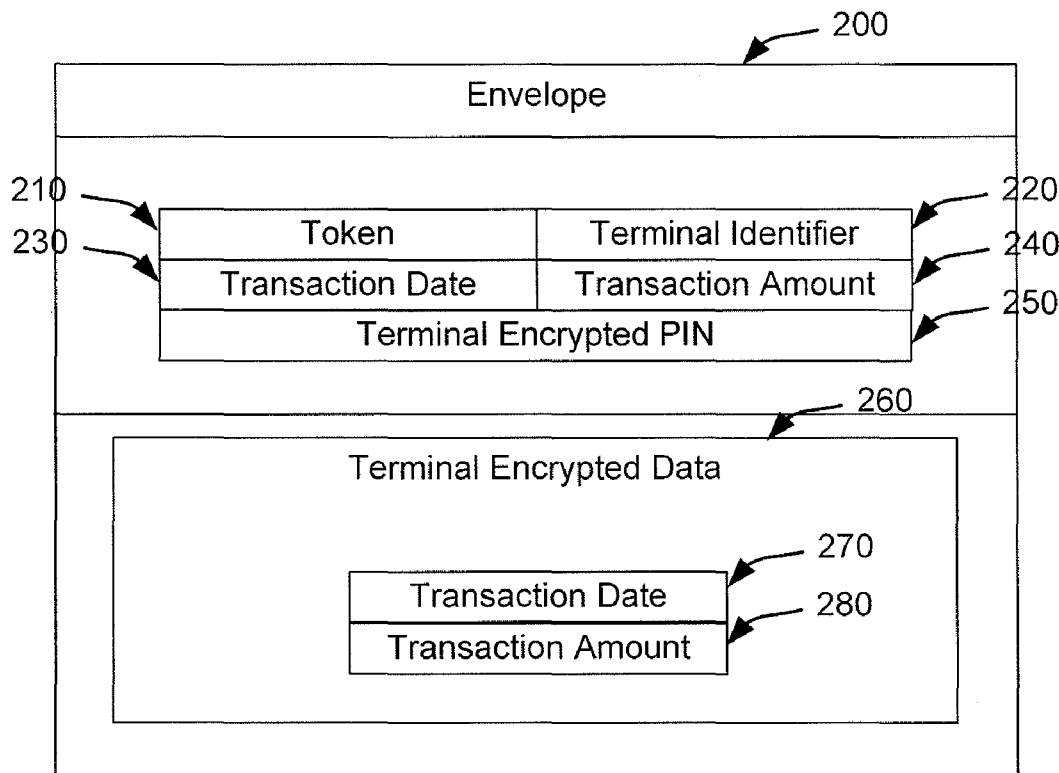 200
Envelope
210 220
Token Terminal Identifier
230 240
Transaction Date Transaction Amount
250
Terminal Encrypted PIN
260
Terminal Encrypted Data
270
Transaction Date
280
Transaction Amount